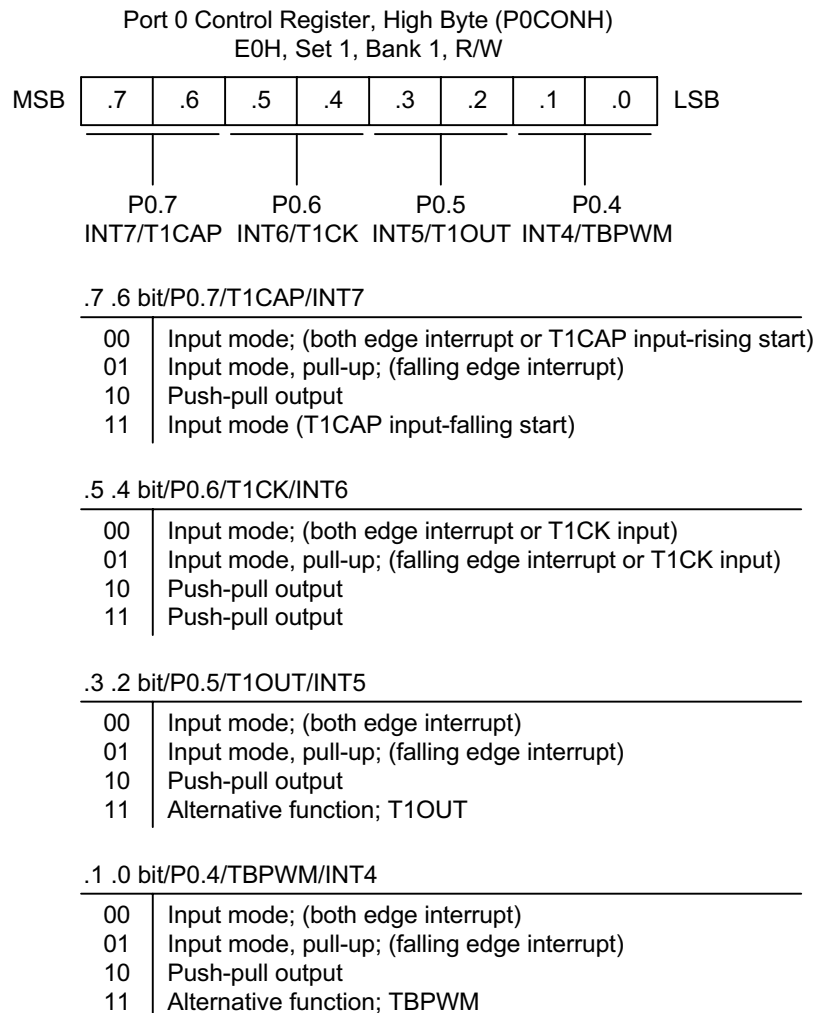 Port 0 Control Register, High Byte (P0CONH)
E0H, Set 1, Bank 1, R/W
MSB .7 .6 .5 .4 .3 .2 .1 .0 LSB
P0.7 P0.6 P0.5 P0.4
INT7/T1CAP INT6/T1CK INT5/T1OUT INT4/TBPWM
.7 .6 bit/P0.7/T1CAP/INT7
00 Input mode; (both edge interrupt or T1CAP input-rising start)
01 Input mode, pull-up; (falling edge interrupt)
10 Push-pull output
11 Input mode (T1CAP input-falling start)
.5 .4 bit/P0.6/T1CK/INT6
00 Input mode; (both edge interrupt or T1CK input)
01 Input mode, pull-up; (falling edge interrupt or T1CK input)
10 Push-pull output
11 Push-pull output
.3 .2 bit/P0.5/T1OUT/INT5
00 Input mode; (both edge interrupt)
01 Input mode, pull-up; (falling edge interrupt)
10 Push-pull output
11 Alternative function; T1OUT
.1 .0 bit/P0.4/TBPWM/INT4
00 Input mode; (both edge interrupt)
01 Input mode, pull-up; (falling edge interrupt)
10 Push-pull output
11 Alternative function; TBPWM